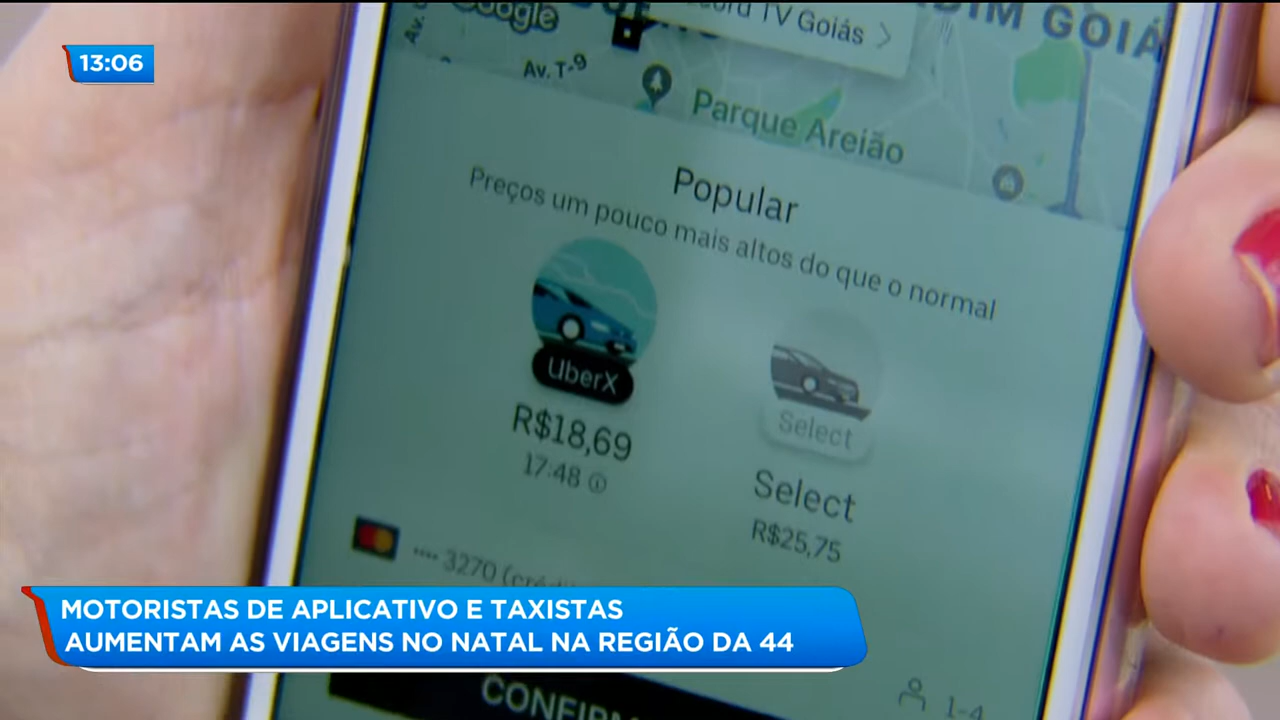 13:06
Google
Av.
Av. T-9
TV Goiás
Parque Areião
Popular
Preços um pouco mais altos do que o normal
UberX
R$18,69
17:48
Select
Select
R$25,75
3270
MOTORISTAS DE APLICATIVO E TAXISTAS
AUMENTAM AS VIAGENS NO NATAL NA REGIÃO DA 44
1-4